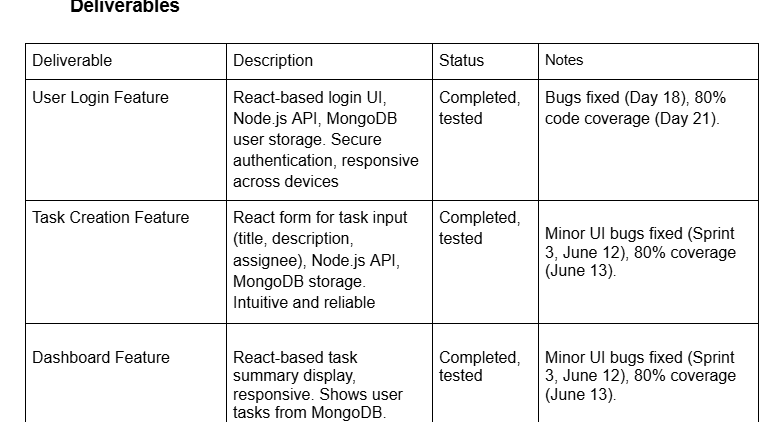 Deliverables
Deliverable Description Status Notes
User Login Feature
React-based login UI,
Node.js API, MongoDB
user storage. Secure
authentication, responsive
across devices
Completed,
tested
Bugs fixed (Day 18), 80%
code coverage (Day 21).
Task Creation Feature
React form for task input
(title, description,
assignee), Node.js API,
MongoDB storage.
Intuitive and reliable
Completed,
tested
Minor UI bugs fixed (Sprint
3, June 12), 80% coverage
(June 13).
Dashboard Feature
React-based task
summary display,
responsive. Shows user
tasks from MongoDB.
Completed,
tested
Minor UI bugs fixed (Sprint
3, June 12), 80% coverage
(June 13).